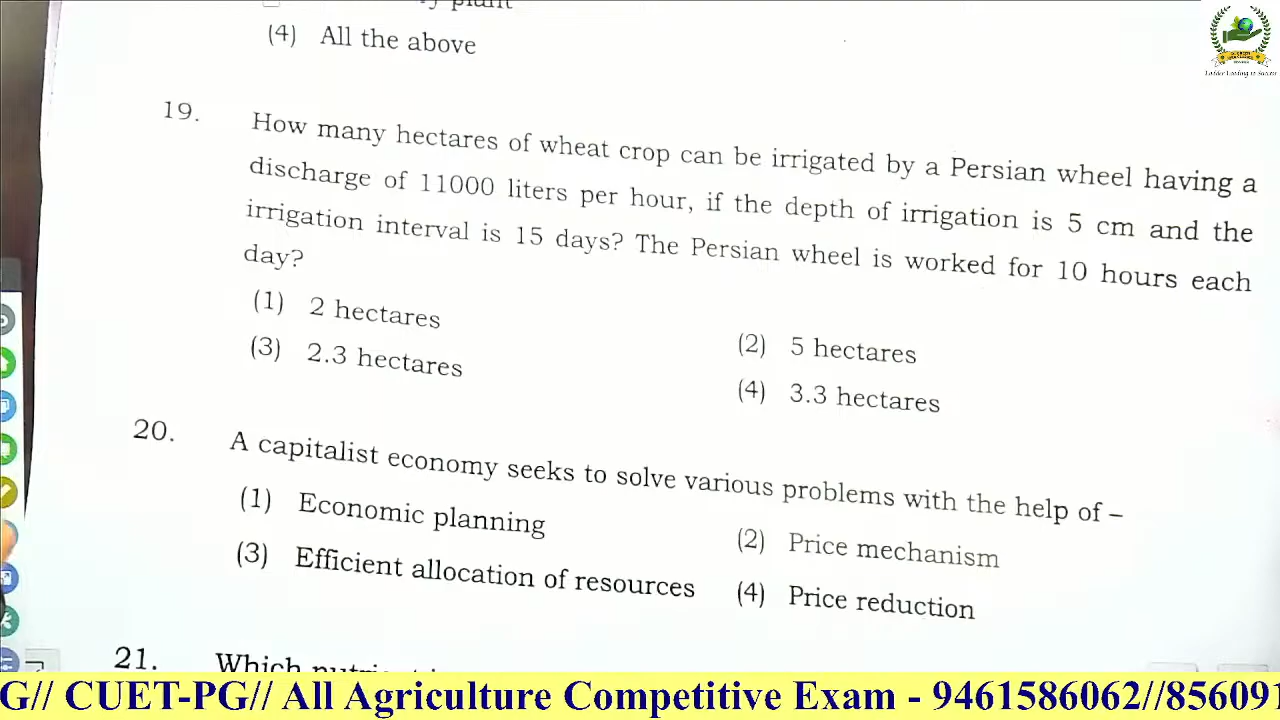 plant
(4) All the above
19. How many hectares of wheat crop can be irrigated by a Persian wheel having a
discharge of 11000 liters per hour, if the depth of irrigation is 5 cm and the
irrigation interval is 15 days? The Persian wheel is worked for 10 hours each
day?
(1) 2 hectares
(2) 5 hectares
(3) 2.3 hectares
(4) 3.3 hectares
20. A capitalist economy seeks to solve various problems with the help of –
(1) Economic planning
(2) Price mechanism
(3) Efficient allocation of resources
(4) Price reduction
21. Which
G// CUET-PG// All Agriculture Competitive Exam - 9461586062//856091